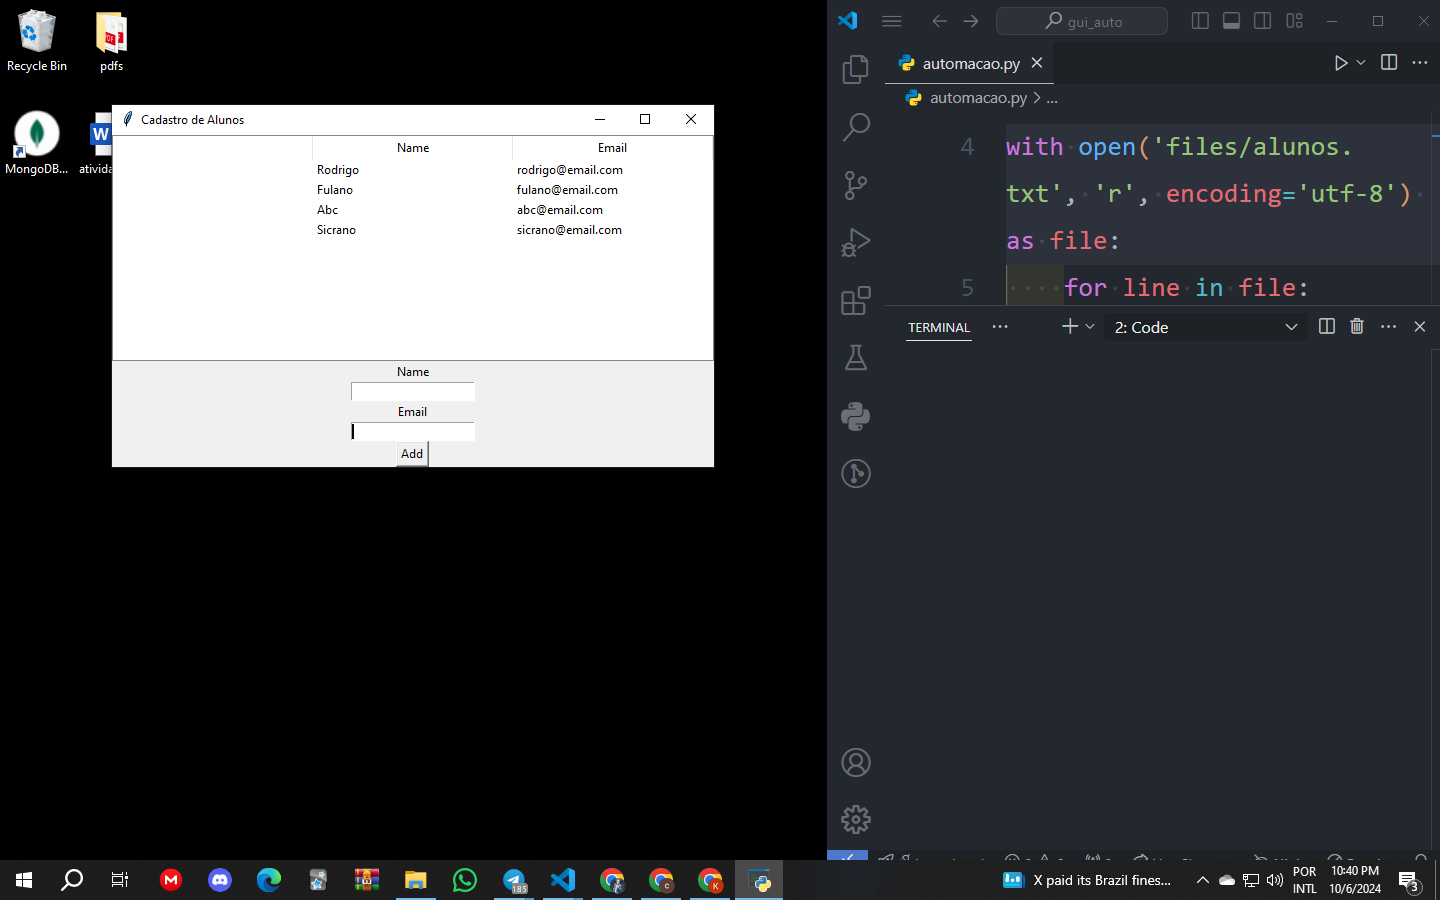 Recycle Bin
pdfs
MongoDB...
Cadastro de Alunos
Name Email
Rodrigo rodrigo@email.com
Fulano fulano@email.com
Abc abc@email.com
Sicrano sicrano@email.com
Name
Email
Add
gui_auto
automacao.py
automacao.py > ...
4 with open('files/alunos.
txt', 'r', encoding='utf-8')
as file:
5 for line in file:
TERMINAL
2: Code
185
X paid its Brazil fines...
POR
INTL
10:40 PM
10/6/2024
3